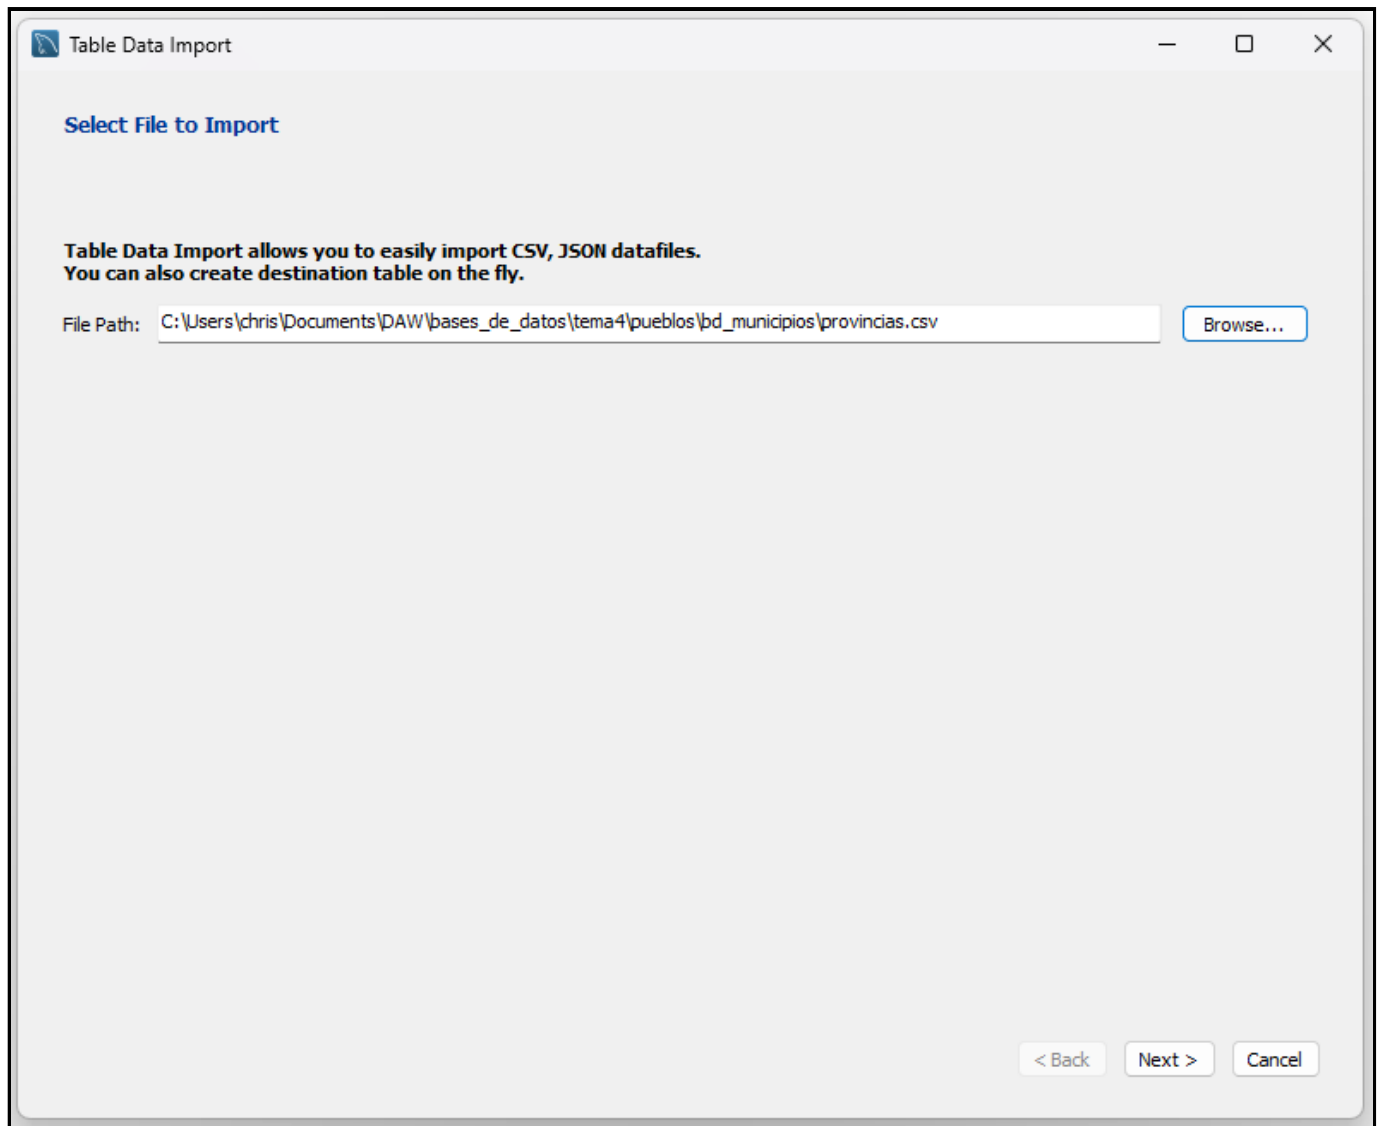 Table Data Import
Select File to Import
Table Data Import allows you to easily import CSV, JSON datafiles.
You can also create destination table on the fly.
File Path: C:\Users\chris\Documents\DAW\bases_de_datos\tema4\pueblos\bd_municipios\provincias.csv Browse...
< Back Next > Cancel